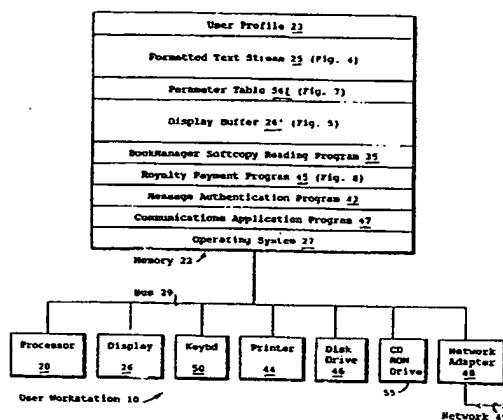 User Profile 23
Formatted Text Stream 25 (Fig. 4)
Parameter Table 561 (Fig. 7)
Display Buffer 26' (Fig. 5)
BookManager Softcopy Reading Program 35
Royalty Payment Program 45 (Fig. 8)
Message Authentication Program 43
Communications Application Program 47
Operating System 27
Memory 22
Bus 29
Processor 20
Display 26
Keybd 50
Printer 44
Disk Drive 46
CD ROM Drive 55
Network Adapter 48
User Workstation 10
Network